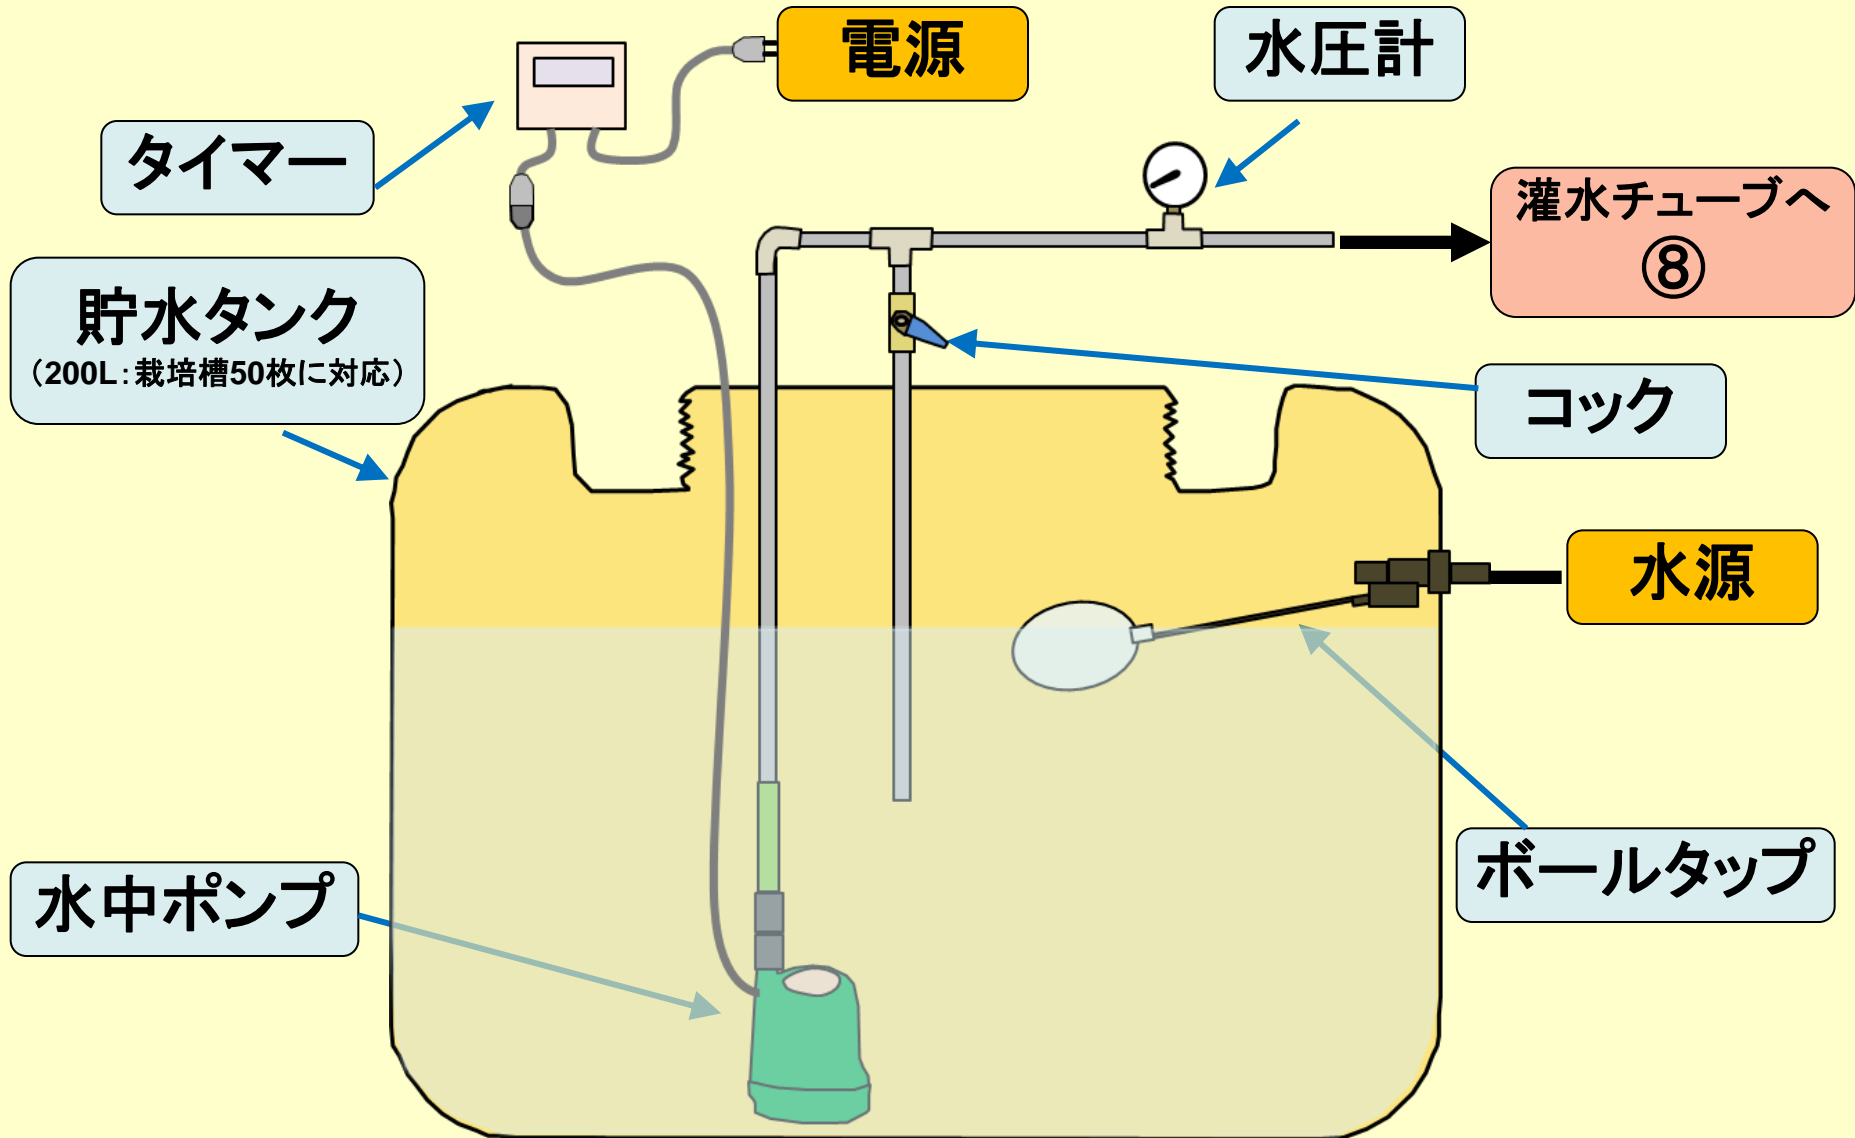 電源
水圧計
タイマー
灌水チューブへ
⑧
貯水タンク
（200L：栽培槽50枚に対応）
コック
水源
ボールタップ
水中ポンプ